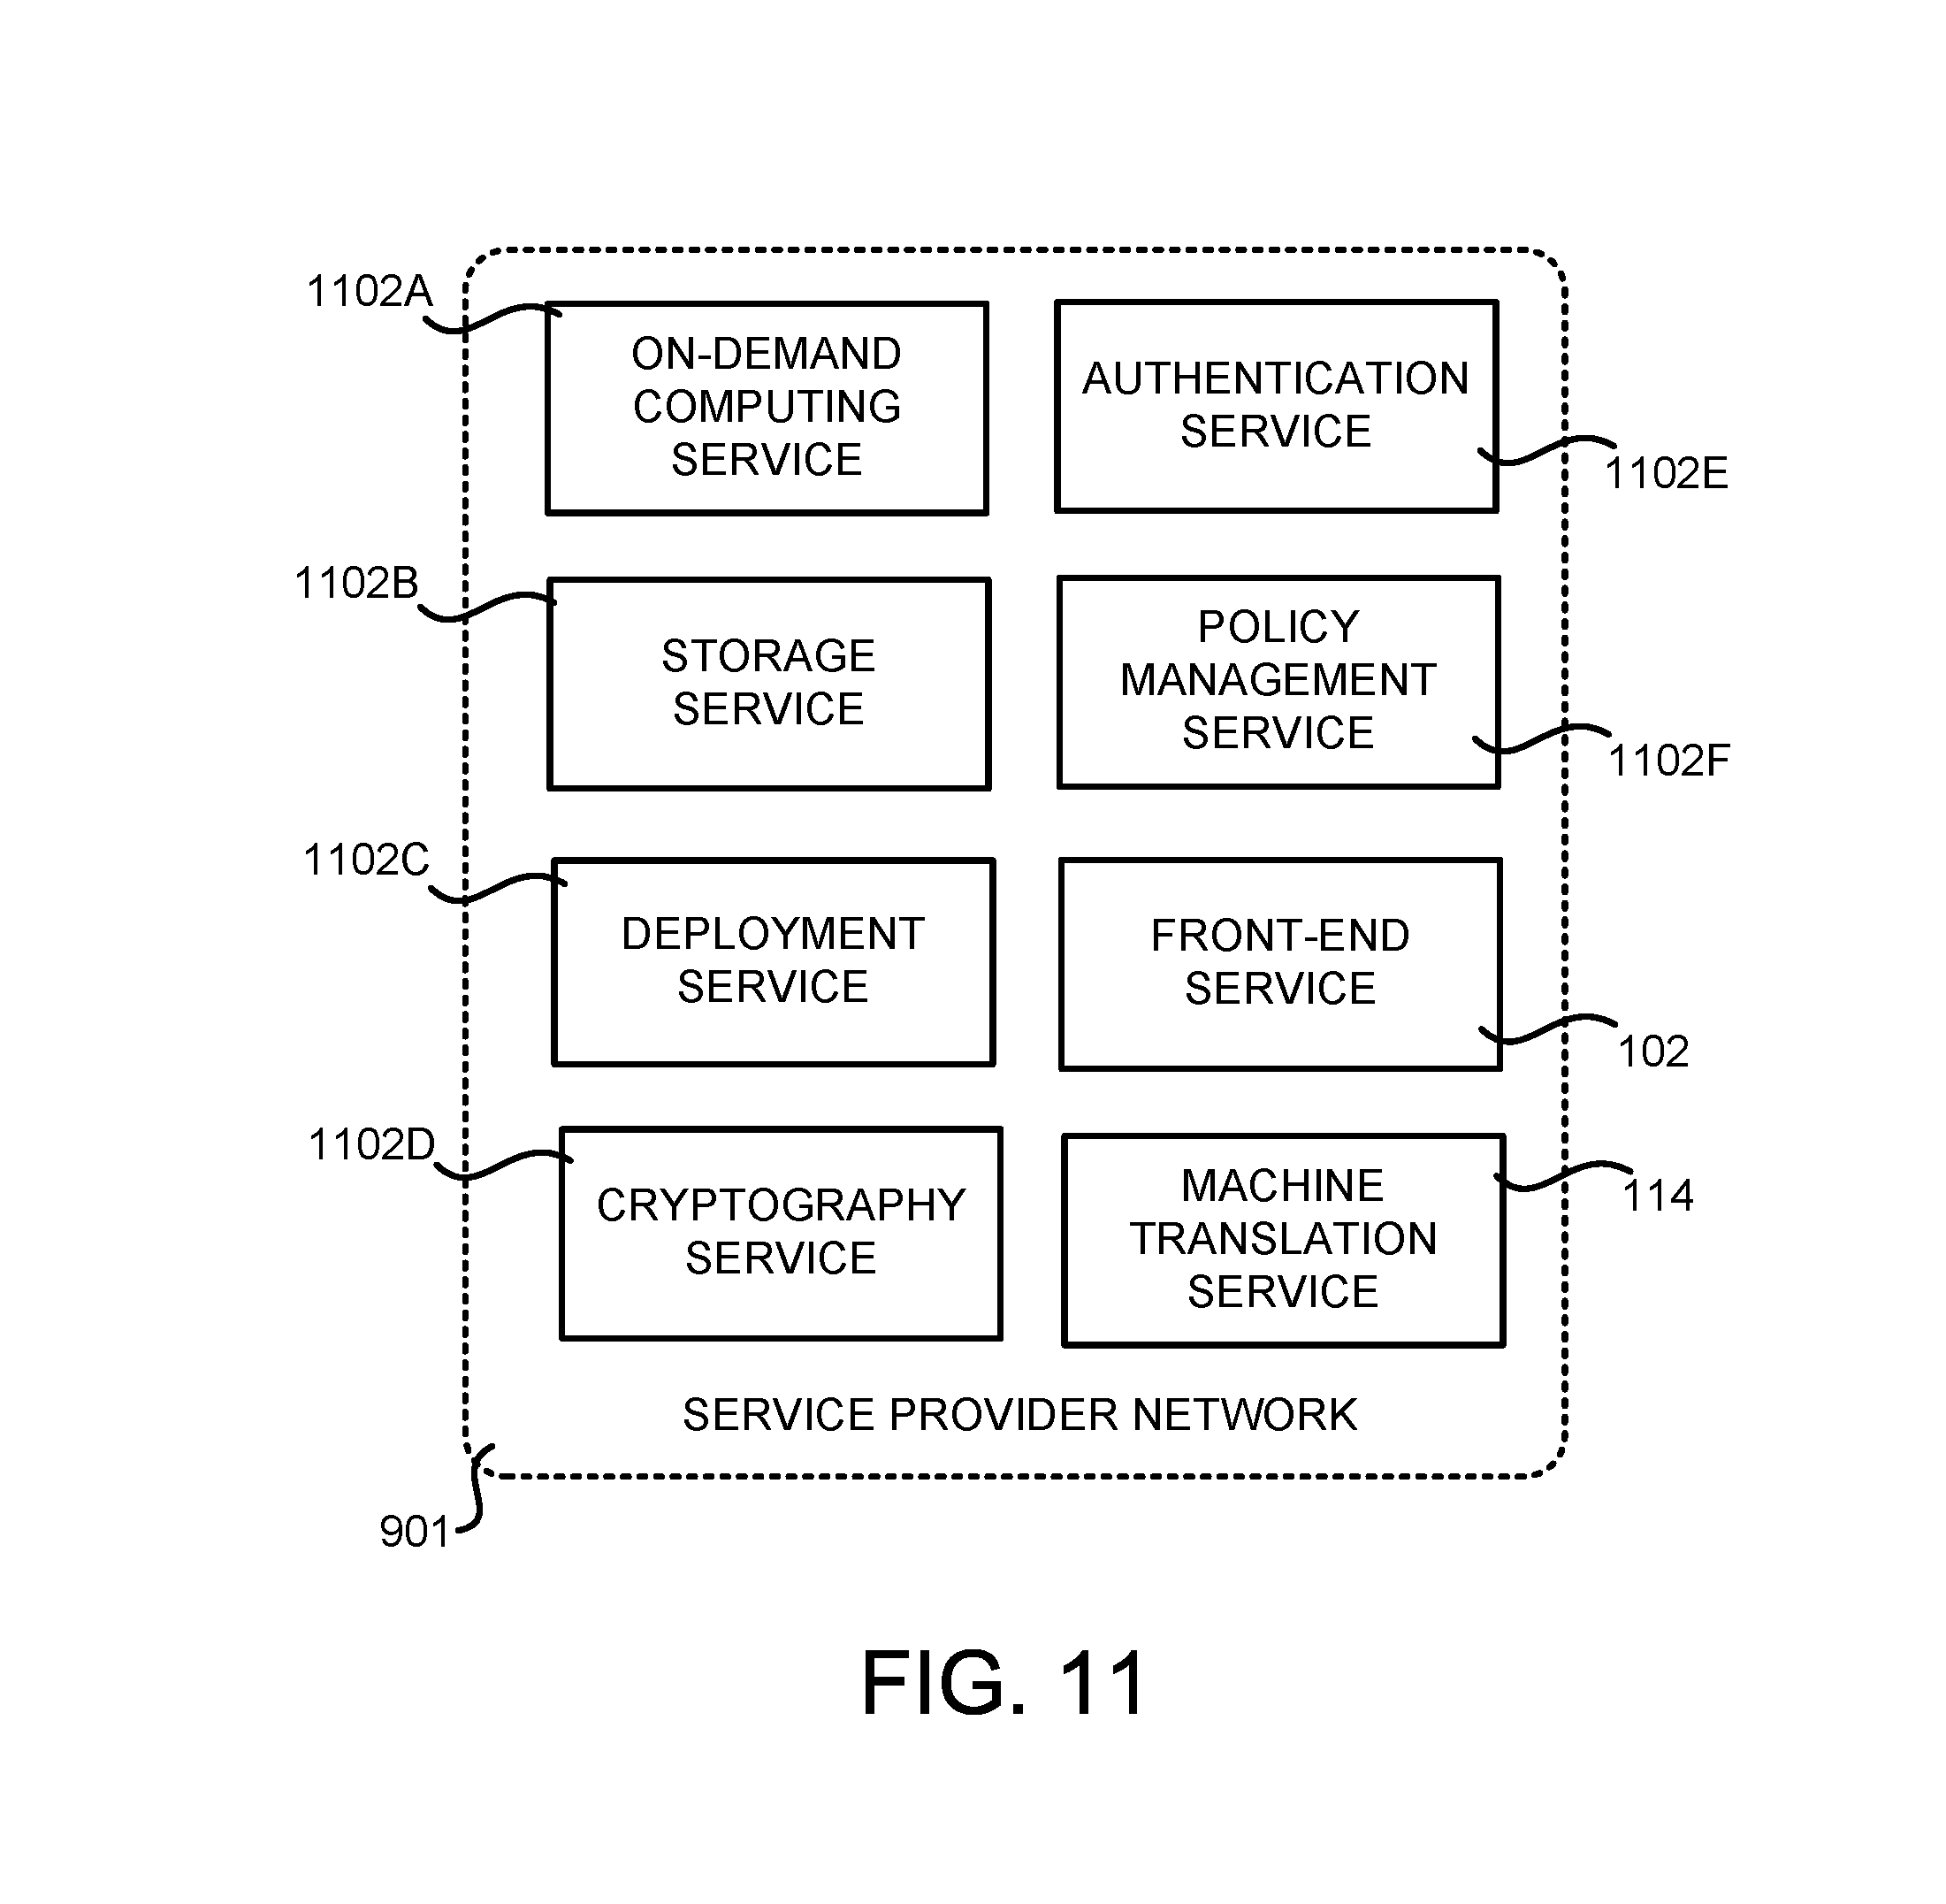 1102A
ON-DEMAND
COMPUTING
SERVICE
AUTHENTICATION
SERVICE
1102E
1102B
STORAGE
SERVICE
POLICY
MANAGEMENT
SERVICE
1102F
1102C
DEPLOYMENT
SERVICE
FRONT-END
SERVICE
102
1102D
CRYPTOGRAPHY
SERVICE
MACHINE
TRANSLATION
SERVICE
114
SERVICE PROVIDER NETWORK
901
FIG. 11